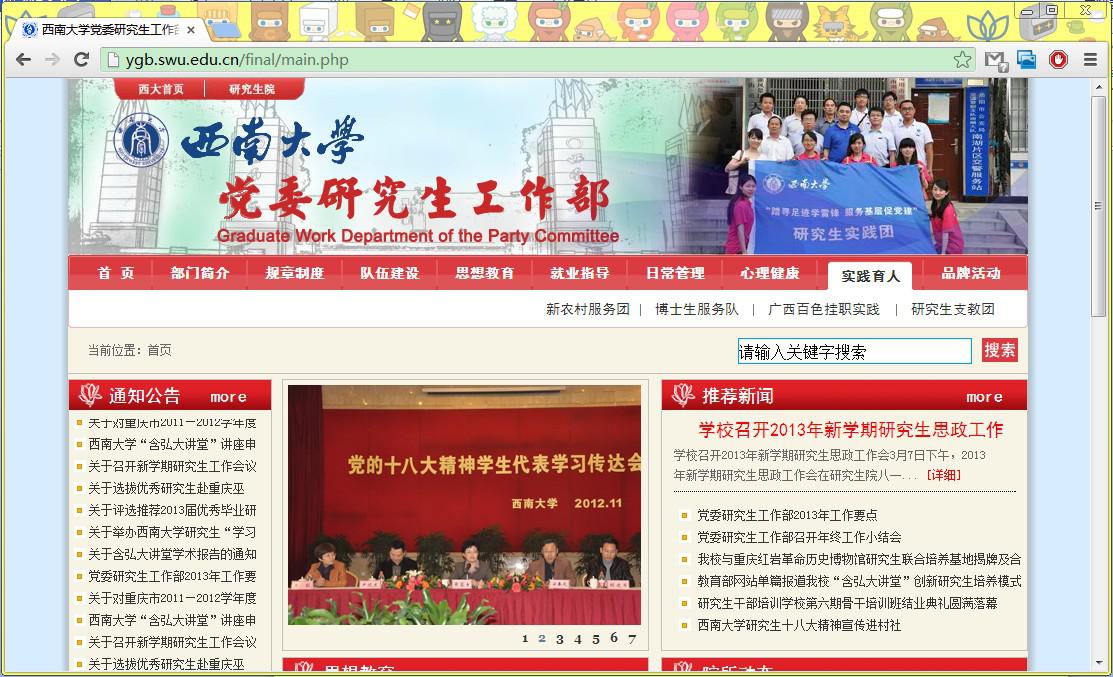 西南大学党委研究生工作
ygb.swu.edu.cn/final/main.php
西大首页 研究生院
西南大學
党委研究生工作部
Graduate Work Department of the Party Committee
西南大学
“踏寻足迹学雷锋 服务基层促党建”
研究生实践团
南湖片区交警服务站
首 页 部门简介 规章制度 队伍建设 思想教育 就业指导 日常管理 心理健康 实践育人 品牌活动
新农村服务团 | 博士生服务队 | 广西百色挂职实践 | 研究生支教团
当前位置：首页
请输入关键字搜索 搜索
通知公告 more
关于对重庆市2011－2012学年度
西南大学“含弘大讲堂”讲座申
关于召开新学期研究生工作会议
关于选拔优秀研究生赴重庆巫
关于评选推荐2013届优秀毕业研
关于举办西南大学研究生“学习
关于含弘大讲堂学术报告的通知
党委研究生工作部2013年工作要
关于对重庆市2011－2012学年度
西南大学“含弘大讲堂”讲座申
关于召开新学期研究生工作会议
关于选拔优秀研究生赴重庆巫
党的十八大精神学生代表学习传达会
西南大学 2012.11
1 2 3 4 5 6 7
思想教育
推荐新闻 more
学校召开2013年新学期研究生思政工作
学校召开2013年新学期研究生思政工作会3月7日下午，2013
年新学期研究生思政工作会在研究生院八一... [详细]
党委研究生工作部2013年工作要点
党委研究生工作部召开年终工作小结会
我校与重庆红岩革命历史博物馆研究生联合培养基地揭牌及合
教育部网站单篇报道我校“含弘大讲堂”创新研究生培养模式
研究生干部培训学校第六期骨干培训班结业典礼圆满落幕
西南大学研究生十八大精神宣传进村社
院所动态